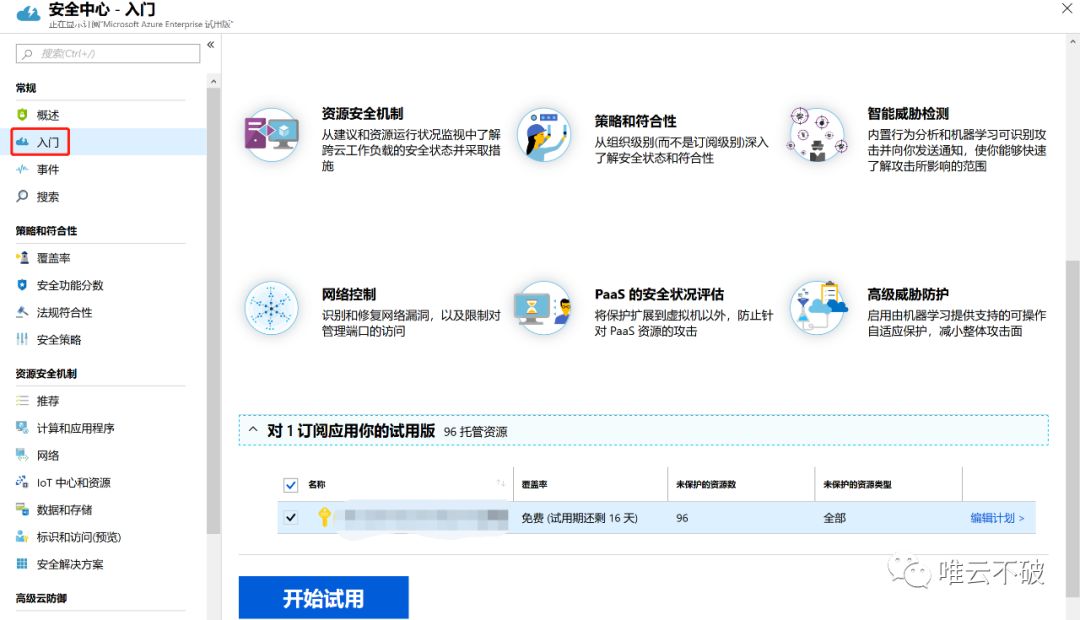 安全中心 - 入门
正在显示订阅“Microsoft Azure Enterprise 试用版”
搜索(Ctrl+/)
常规
概述
入门
事件
搜索
策略和符合性
覆盖率
安全功能分数
法规符合性
安全策略
资源安全机制
推荐
计算和应用程序
网络
IoT 中心和资源
数据和存储
标识和访问(预览)
安全解决方案
高级云防御
资源安全机制
从建议和资源运行状况监视中了解
跨云工作负载的安全状态并采取措
施
策略和符合性
从组织级别(而不是订阅级别)深入
了解安全状态和符合性
智能威胁检测
内置行为分析和机器学习可识别攻
击并向你发送通知，使你能够快速
了解攻击所影响的范围
网络控制
识别和修复网络漏洞，以及限制对
管理端口的访问
PaaS 的安全状况评估
将保护扩展到虚拟机以外，防止针
对 PaaS 资源的攻击
高级威胁防护
启用由机器学习提供支持的可操作
自适应保护，减小整体攻击面
对 1 订阅应用你的试用版 96 托管资源
名称 覆盖率 未保护的资源数 未保护的资源类型
免费 (试用期还剩 16 天) 96 全部 编辑计划 >
开始试用
唯云不破